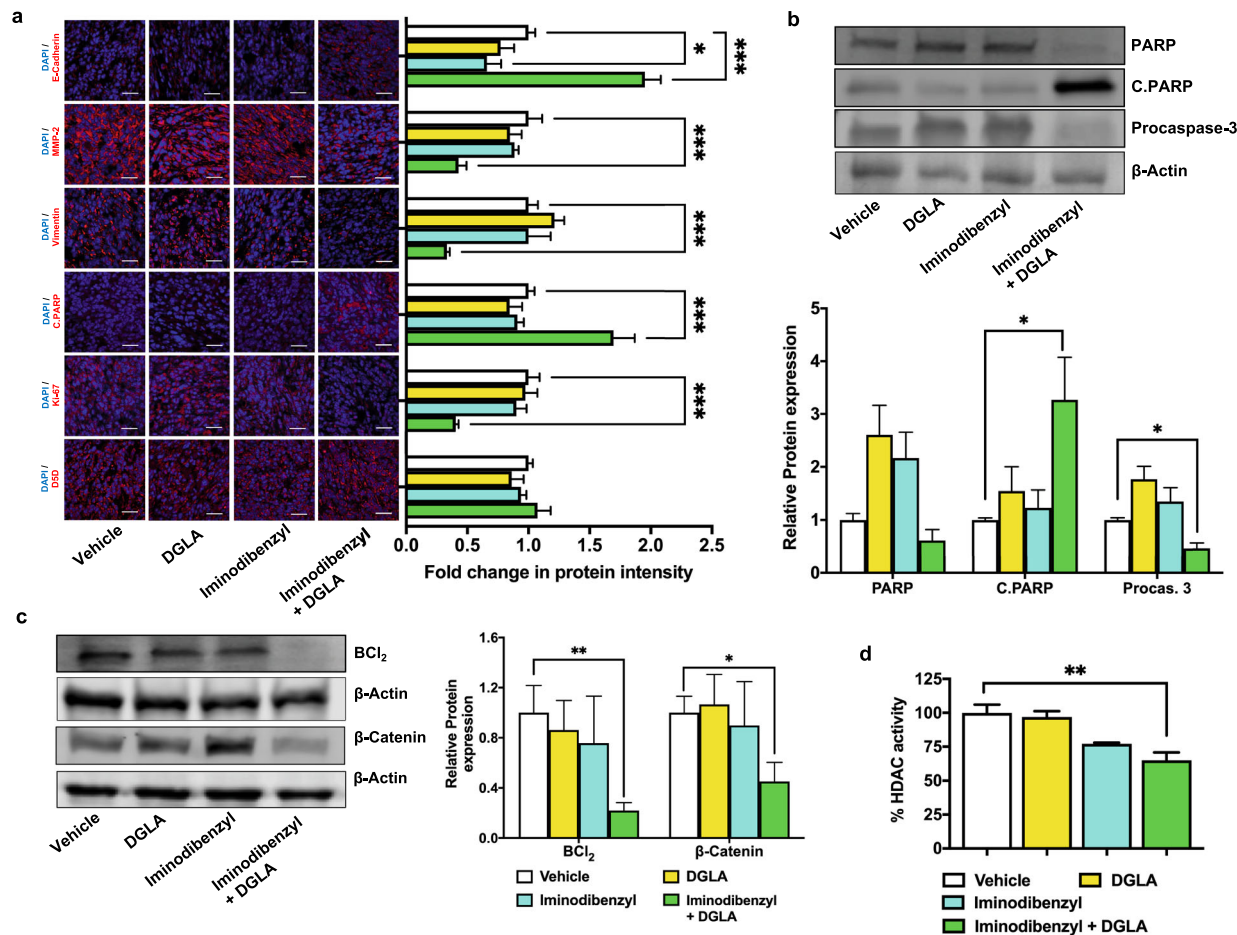 a
DAPI /
E-Cadherin
DAPI /
MMP-2
DAPI /
Vimentin
DAPI /
C.PARP
DAPI /
KI-67
DAPI /
D5D
*
***
***
***
***
***
0.0 0.5 1.0 1.5 2.0 2.5
Fold change in protein intensity
Vehicle
DGLA
Iminodibenzyl
Iminodibenzyl
+ DGLA
b
PARP
C.PARP
Procaspase-3
β-Actin
Vehicle
DGLA
Iminodibenzyl
Iminodibenzyl
+ DGLA
Relative Protein expression
5
4
3
2
1
0
*
*
PARP C.PARP Procas. 3
c
BCl₂
β-Actin
β-Catenin
β-Actin
Vehicle
DGLA
Iminodibenzyl
Iminodibenzyl
+ DGLA
Relative Protein
expression
1.6
1.2
0.8
0.4
0.0
**
*
BCl₂ β-Catenin
Vehicle DGLA
Iminodibenzyl Iminodibenzyl
+ DGLA
d
% HDAC activity
125
100
75
50
25
0
**
Vehicle DGLA
Iminodibenzyl
Iminodibenzyl + DGLA